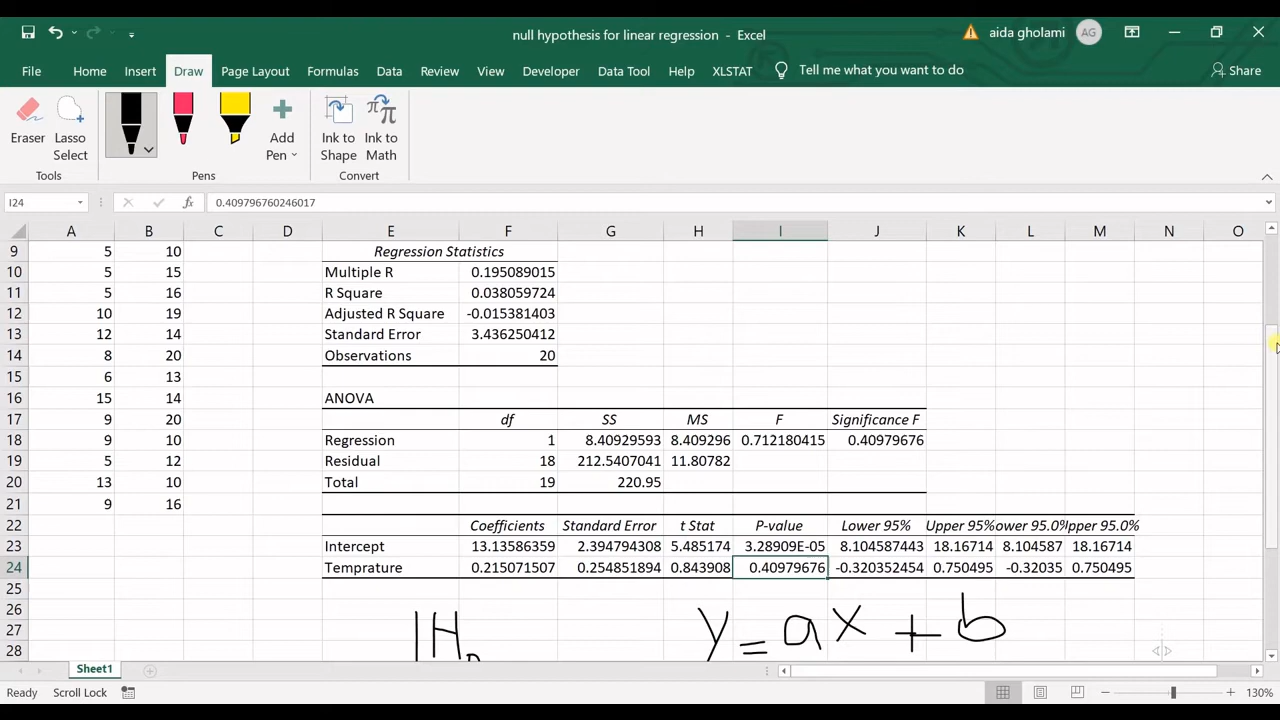 null hypothesis for linear regression - Excel
aida gholami AG
File Home Insert Draw Page Layout Formulas Data Review View Developer Data Tool Help XLSTAT Tell me what you want to do Share
Eraser Lasso Select Add Pen Ink to Shape Ink to Math
Tools Pens Convert
I24 fx 0.409796760246017
A B C D E F G H I J K L M N O
9 5 10 Regression Statistics
10 5 15 Multiple R 0.195089015
11 5 16 R Square 0.038059724
12 10 19 Adjusted R Square -0.015381403
13 12 14 Standard Error 3.436250412
14 8 20 Observations 20
15 6 13
16 15 14 ANOVA
17 9 20 df SS MS F Significance F
18 9 10 Regression 1 8.40929593 8.409296 0.712180415 0.40979676
19 5 12 Residual 18 212.5407041 11.80782
20 13 10 Total 19 220.95
21 9 16
22 Coefficients Standard Error t Stat P-value Lower 95% Upper 95% ower 95.0% pper 95.0%
23 Intercept 13.13586359 2.394794308 5.485174 3.28909E-05 8.104587443 18.16714 8.104587 18.16714
24 Temprature 0.215071507 0.254851894 0.843908 0.40979676 -0.320352454 0.750495 -0.32035 0.750495
25
26
27 y = ax + b
28
Sheet1
Ready Scroll Lock 130%